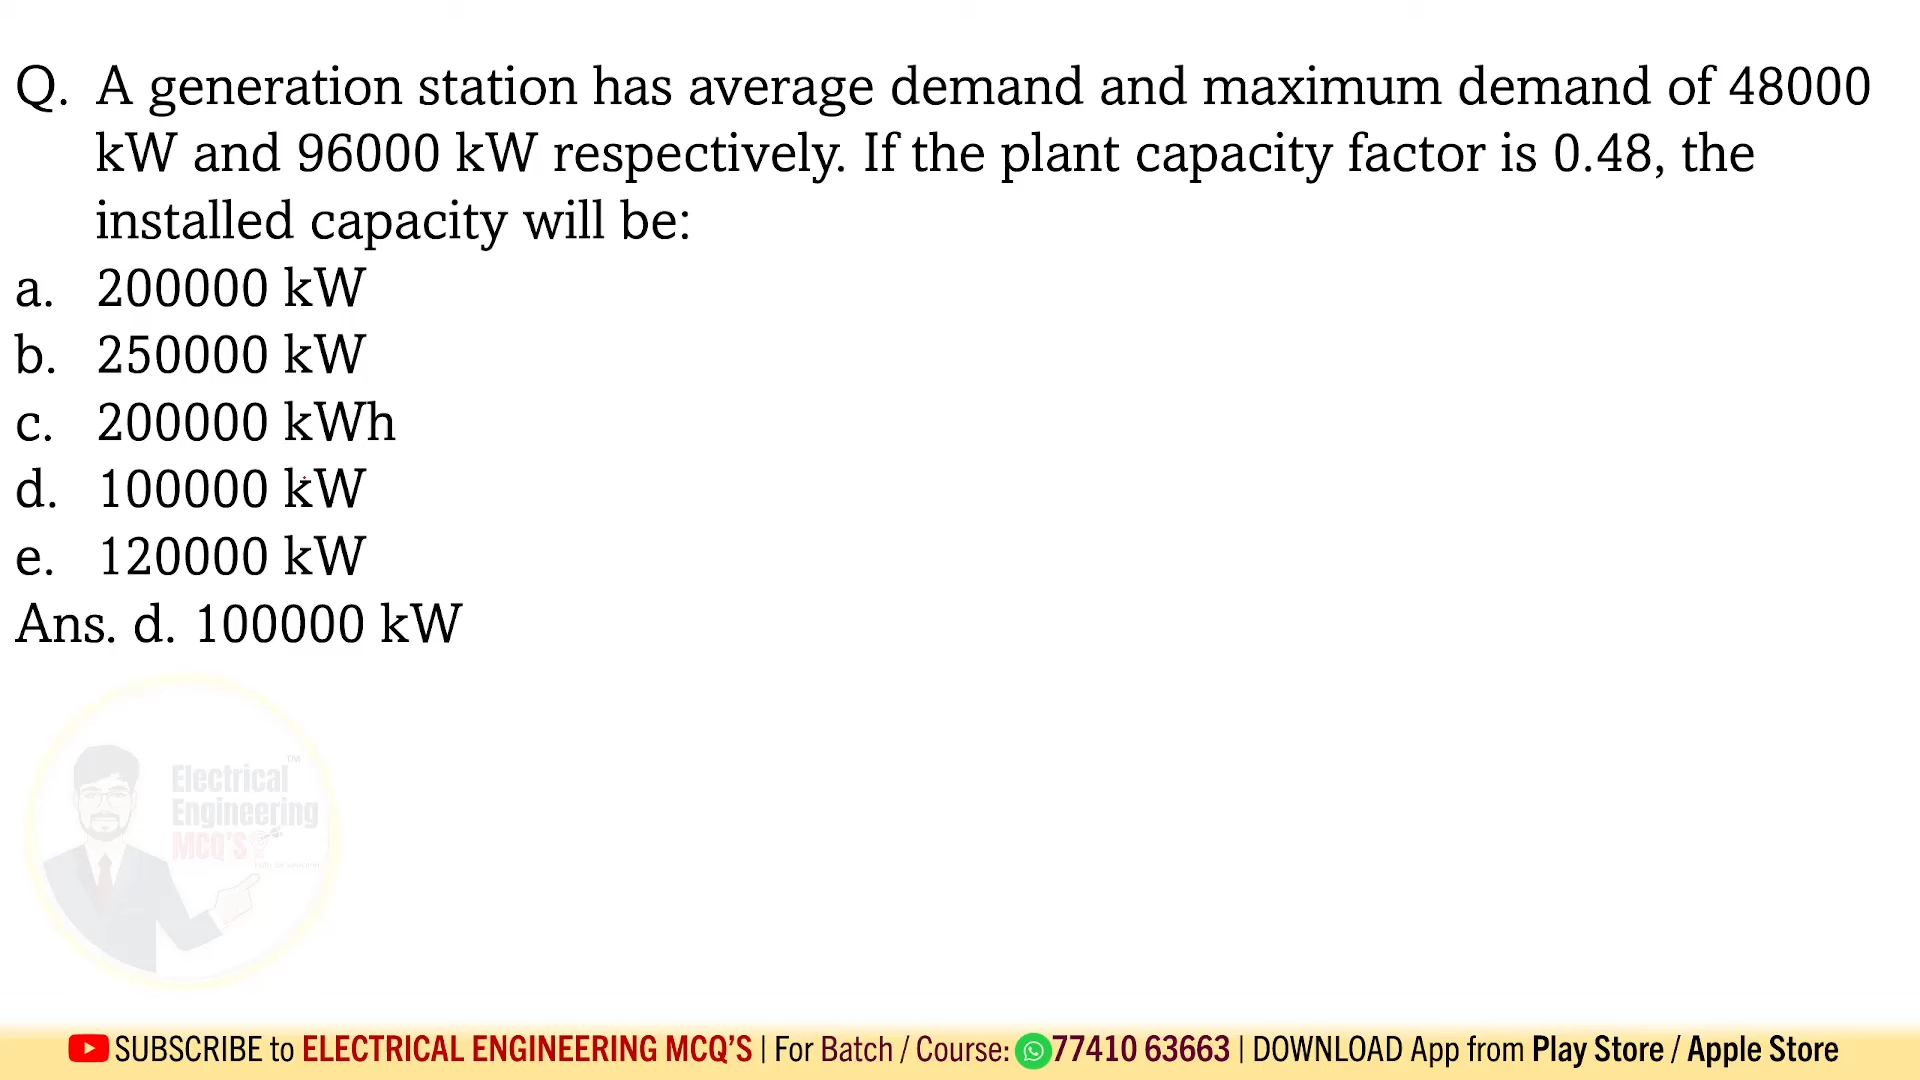 Q. A generation station has average demand and maximum demand of 48000
kW and 96000 kW respectively. If the plant capacity factor is 0.48, the
installed capacity will be:
a. 200000 kW
b. 250000 kW
c. 200000 kWh
d. 100000 kW
e. 120000 kW
Ans. d. 100000 kW
Electrical TM
Engineering
MCQ'S
SUBSCRIBE to ELECTRICAL ENGINEERING MCQ'S | For Batch / Course: 77410 63663 | DOWNLOAD App from Play Store / Apple Store